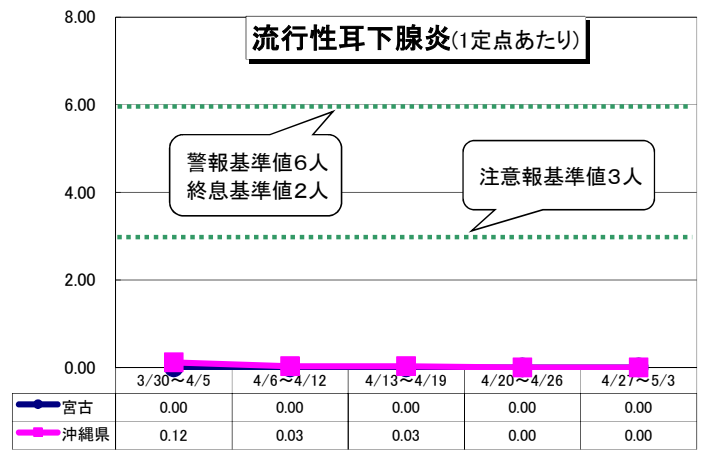 流行性耳下腺炎(1定点あたり)
8.00
6.00
4.00
2.00
0.00
警報基準値6人
終息基準値2人
注意報基準値3人
3/30～4/5 4/6～4/12 4/13～4/19 4/20～4/26 4/27～5/3
宮古 0.00 0.00 0.00 0.00 0.00
沖縄県 0.12 0.03 0.03 0.00 0.00